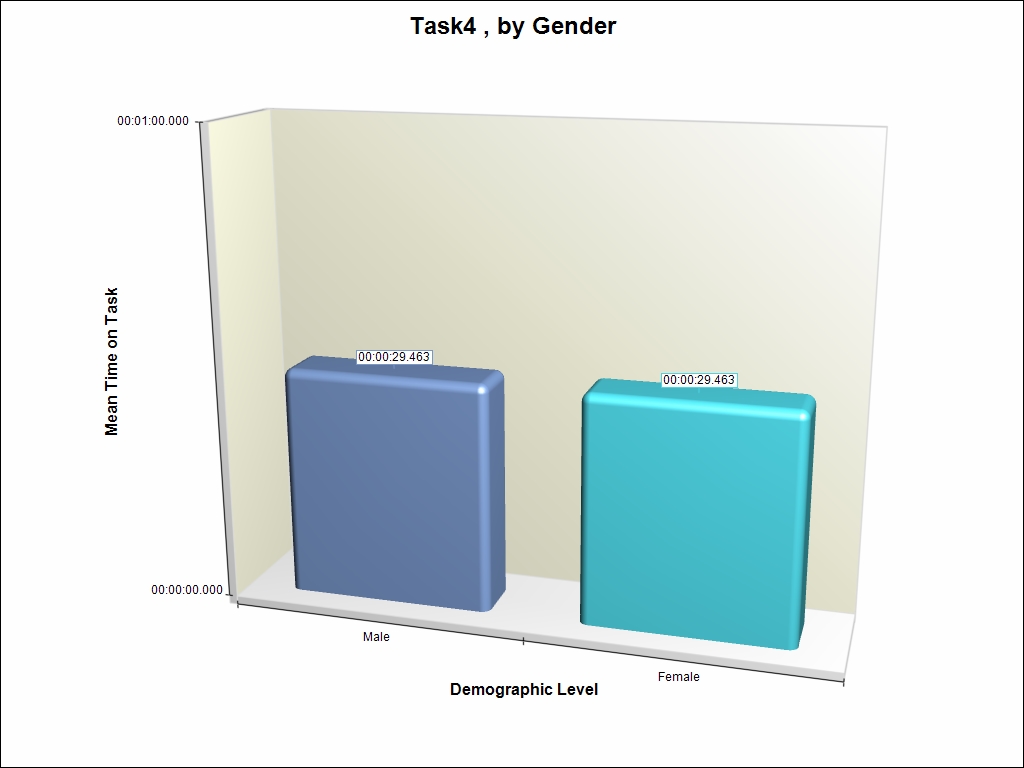 Task4 , by Gender
00:01:00.000
Mean Time on Task
00:00:29.463
00:00:29.463
00:00:00.000
Male
Female
Demographic Level